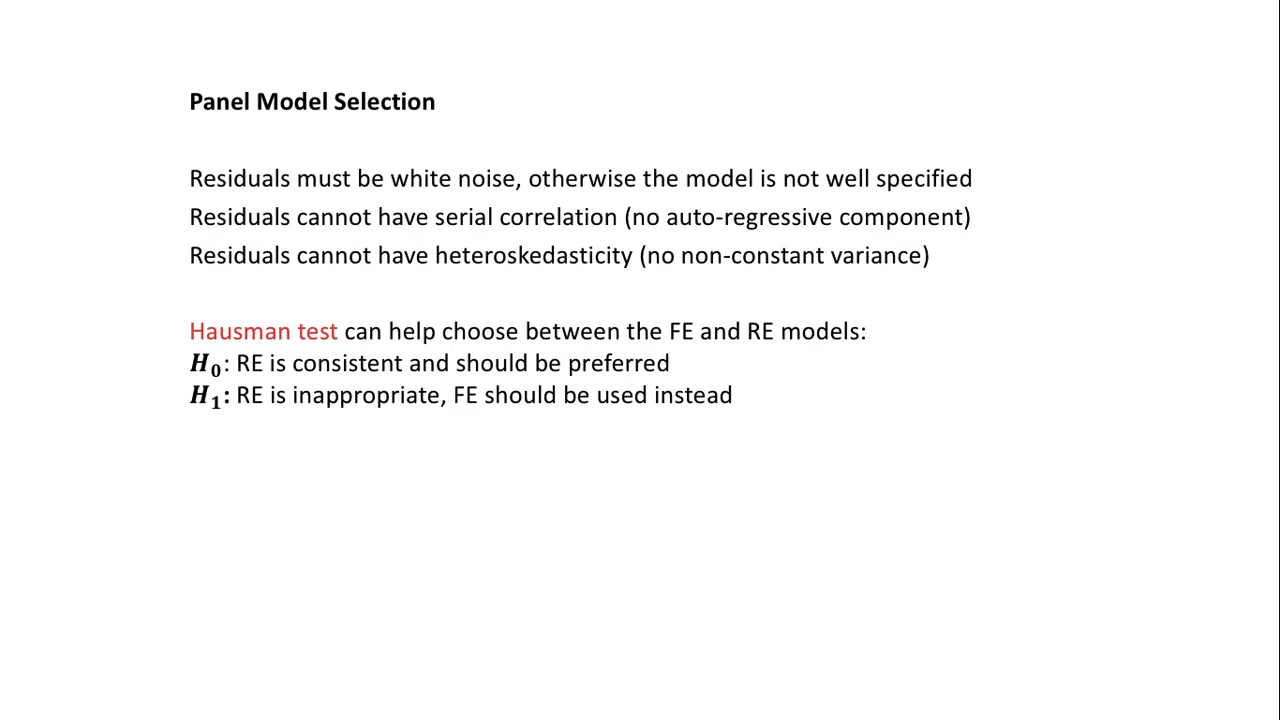 Panel Model Selection
Residuals must be white noise, otherwise the model is not well specified
Residuals cannot have serial correlation (no auto-regressive component)
Residuals cannot have heteroskedasticity (no non-constant variance)
Hausman test can help choose between the FE and RE models:
H₀: RE is consistent and should be preferred
H₁: RE is inappropriate, FE should be used instead